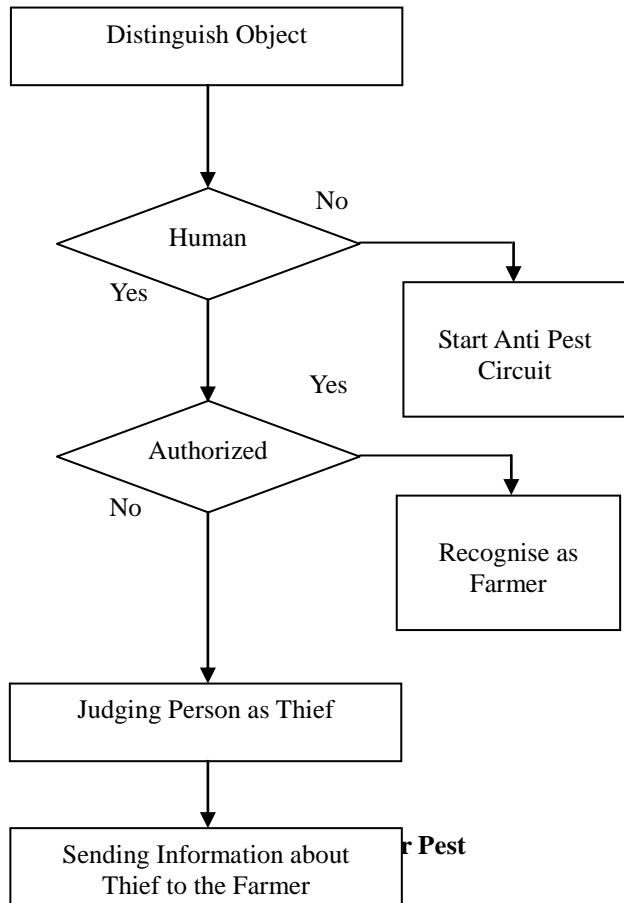 Distinguish Object
No
Human
Yes
Start Anti Pest
Circuit
Yes
Authorized
No
Recognise as
Farmer
Judging Person as Thief
Sending Information about
Thief to the Farmer
Pest